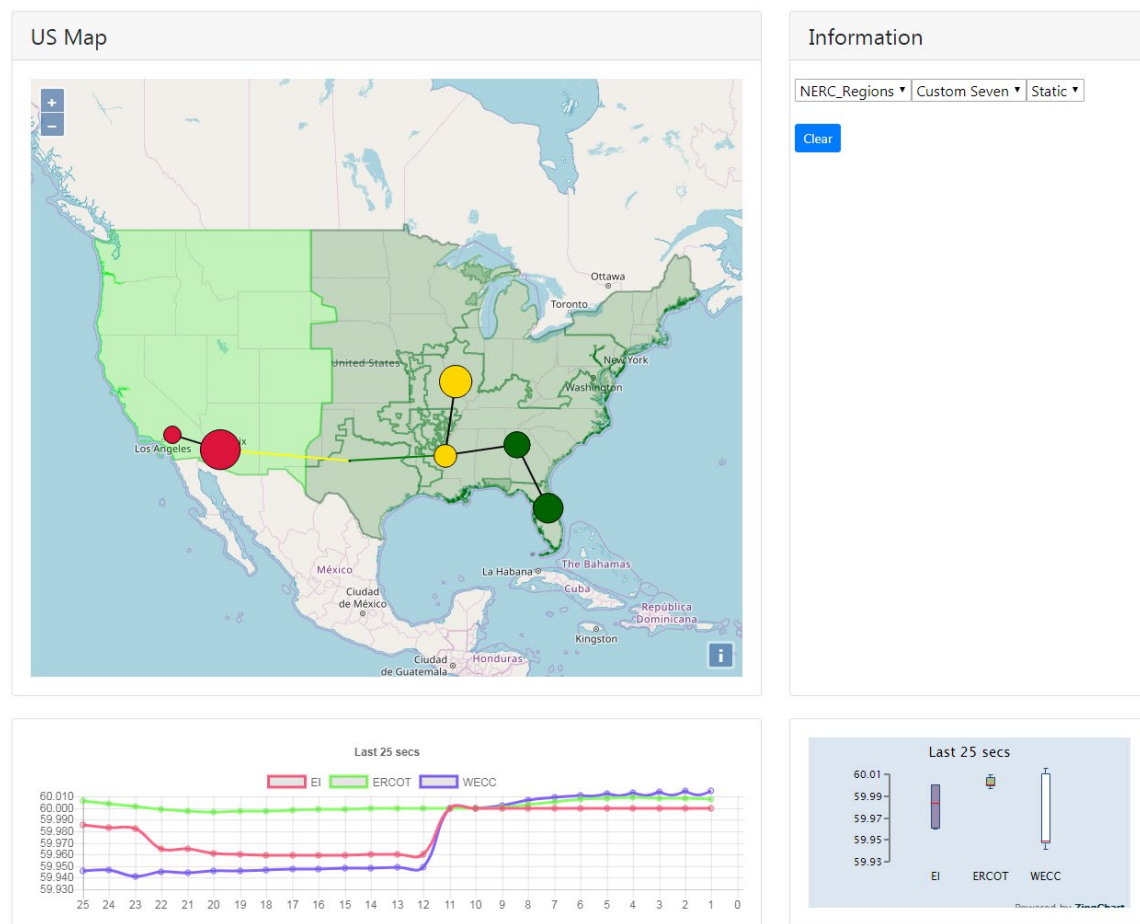 US Map
Information
+
−
NERC_Regions Custom Seven Static
Clear
Ottawa
Toronto
United States
New York
Washington
Los Angeles
México
La Habana
The Bahamas
Ciudad
de México
Cuba
República
Dominicana
Kingston
Ciudad
de Guatemala
Honduras
i
Last 25 secs
EI ERCOT WECC
60.010
60.000
59.990
59.980
59.970
59.960
59.950
59.940
59.930
25 24 23 22 21 20 19 18 17 16 15 14 13 12 11 10 9 8 7 6 5 4 3 2 1 0
Last 25 secs
60.01
59.99
59.97
59.95
59.93
EI ERCOT WECC
Powered by ZingChart